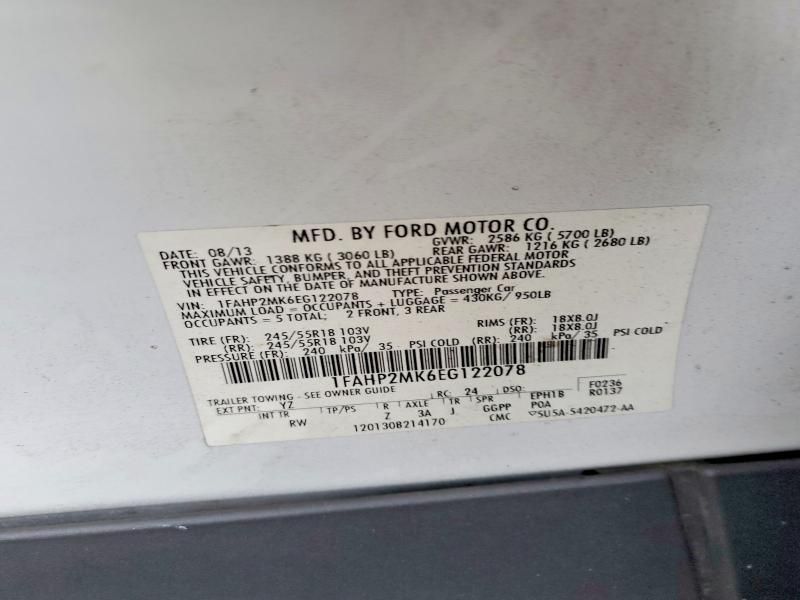 MFD. BY FORD MOTOR CO.
DATE: 08/13 GVWR: 2586 KG ( 5700 LB)
FRONT GAWR: 1388 KG ( 3060 LB) REAR GAWR: 1216 KG ( 2680 LB)
THIS VEHICLE CONFORMS TO ALL APPLICABLE FEDERAL MOTOR
VEHICLE SAFETY, BUMPER, AND THEFT PREVENTION STANDARDS
IN EFFECT ON THE DATE OF MANUFACTURE SHOWN ABOVE.
VIN: 1FAHP2MK6EG122078 TYPE: Passenger Car
MAXIMUM LOAD = OCCUPANTS + LUGGAGE = 430KG/ 950LB
OCCUPANTS = 5 TOTAL; 2 FRONT, 3 REAR
TIRE (FR): 245/55R18 103V RIMS (FR): 18X8.0J
(RR): 245/55R18 103V (RR): 18X8.0J
PRESSURE (FR): 240 kPa/ 35 PSI COLD (RR): 240 kPa/ 35 PSI COLD
1FAHP2MK6EG122078
TRAILER TOWING - SEE OWNER GUIDE
EXT PNT: YZ RC: 24 DSO: F0236
INT TR TP/PS R AXLE TR SPR EPH1B R0137
RW Z 3A J GGPP POA
1201308214170 CMC 5U5A-5420472-AA